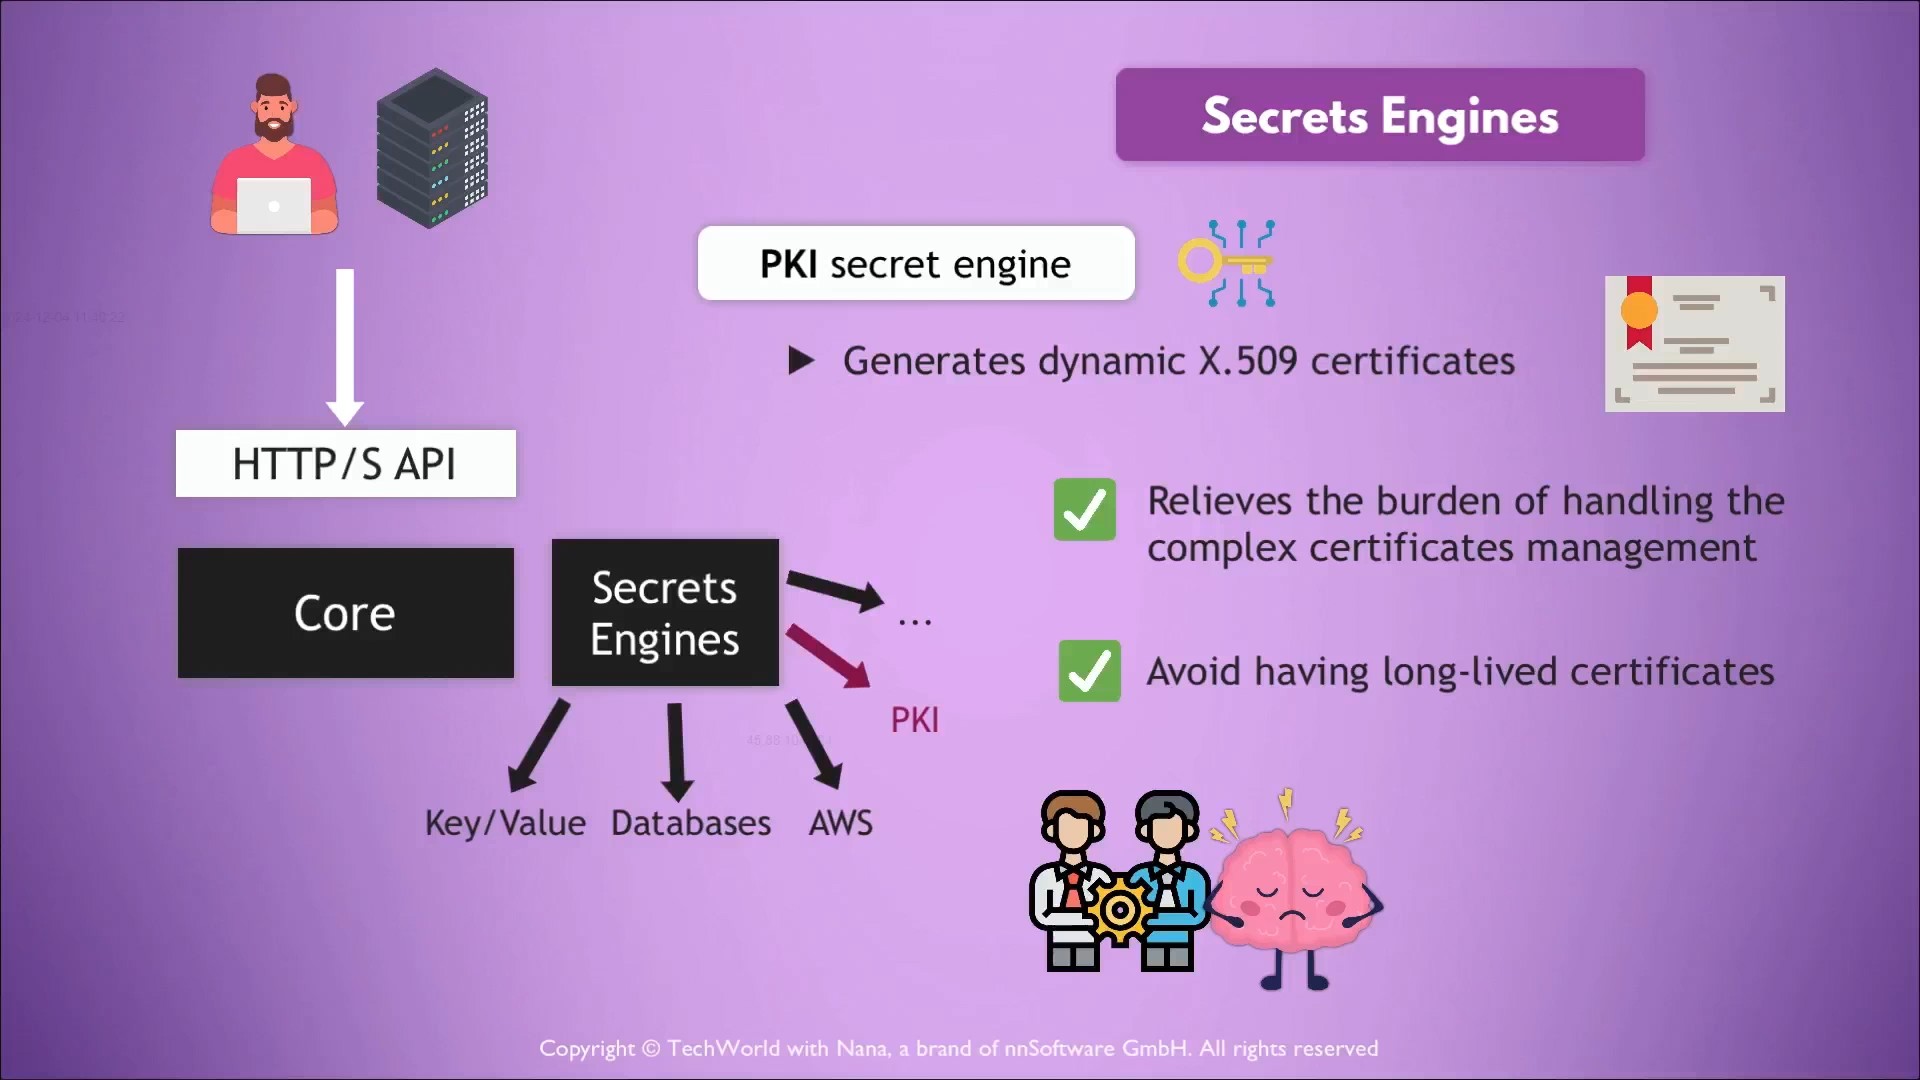 Secrets Engines
PKI secret engine
Generates dynamic X.509 certificates
HTTP/S API
Relieves the burden of handling the
complex certificates management
Core
Secrets
Engines
...
Avoid having long-lived certificates
PKI
Key/Value
Databases
AWS
Copyright © TechWorld with Nana, a brand of nnSoftware GmbH. All rights reserved